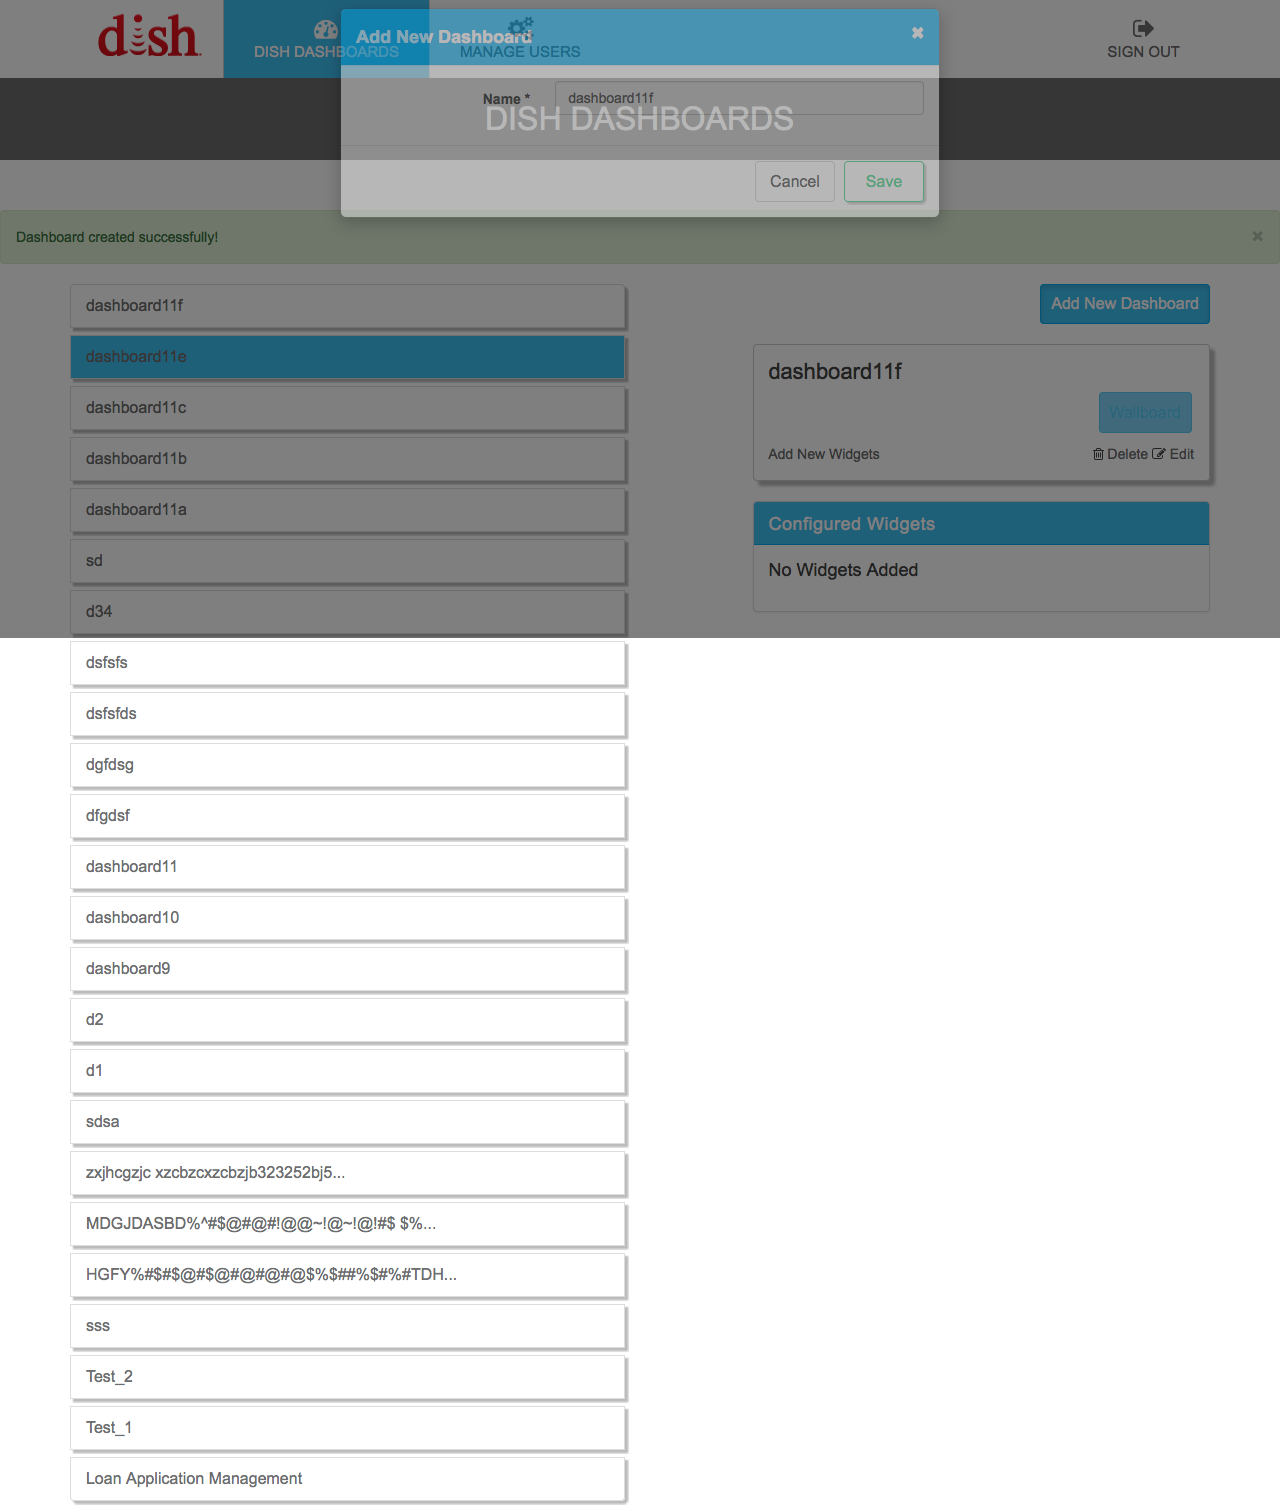 dish
DISH DASHBOARDS
MANAGE USERS
SIGN OUT
Add New Dashboard
Name *
dashboard11f
DISH DASHBOARDS
Cancel
Save
Dashboard created successfully!
dashboard11f
dashboard11e
dashboard11c
dashboard11b
dashboard11a
sd
d34
dsfsfs
dsfsfds
dgfdsg
dfgdsf
dashboard11
dashboard10
dashboard9
d2
d1
sdsa
zxjhcgzjc xzcbzcxzcbzjb323252bj5...
MDGJDASBD%^#$@#@#!@@~!@~!@!#$ $%...
HGFY%#$#$@#$@#@#@#@$%$##%$#%#TDH...
sss
Test_2
Test_1
Loan Application Management
Add New Dashboard
dashboard11f
Wallboard
Add New Widgets
Delete Edit
Configured Widgets
No Widgets Added